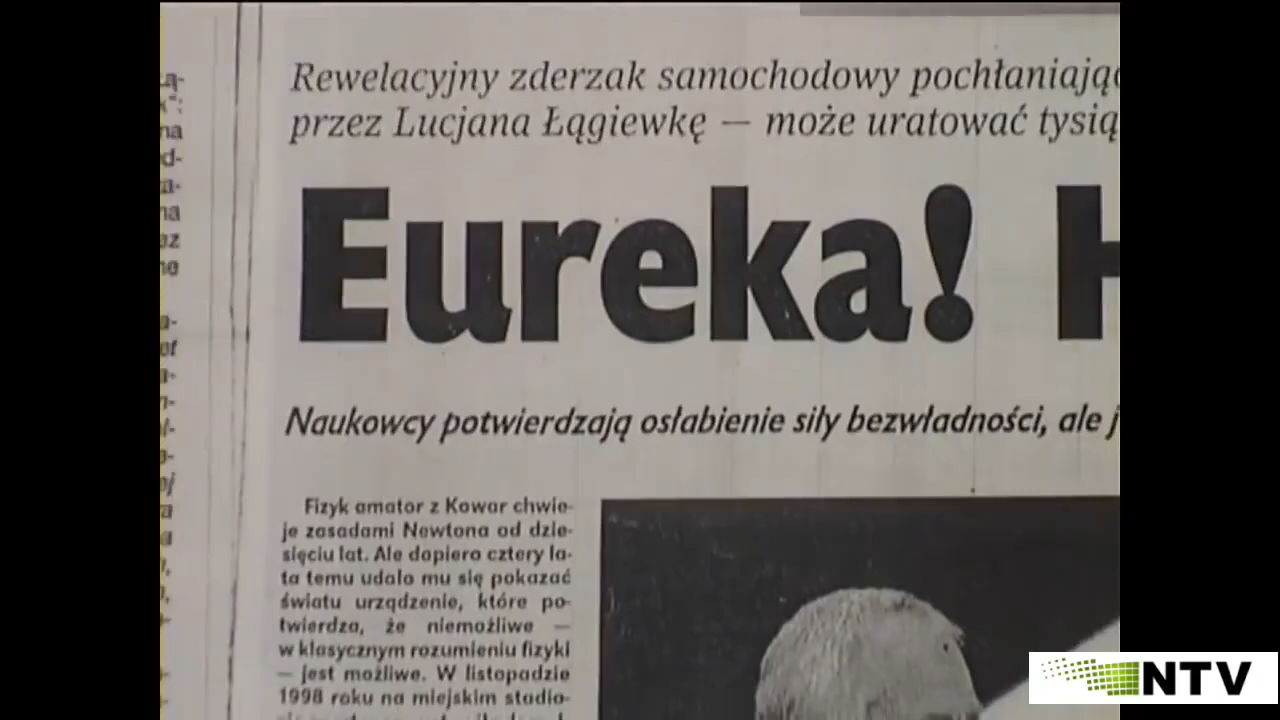 Rewelacyjny zderzak samochodowy pochłaniając
przez Lucjana Łągiewkę — może uratować tysią
Eureka! H
Naukowcy potwierdzają osłabienie siły bezwładności, ale j
Fizyk amator z Kowar chwie-
je zasadami Newtona od dzie-
sięciu lat. Ale dopiero cztery la-
ta temu udało mu się pokazać
światu urządzenie, które po-
twierdza, że niemożliwe —
w klasycznym rozumieniu fizyki
— jest możliwe. W listopadzie
1998 roku na miejskim stadio-
NTV